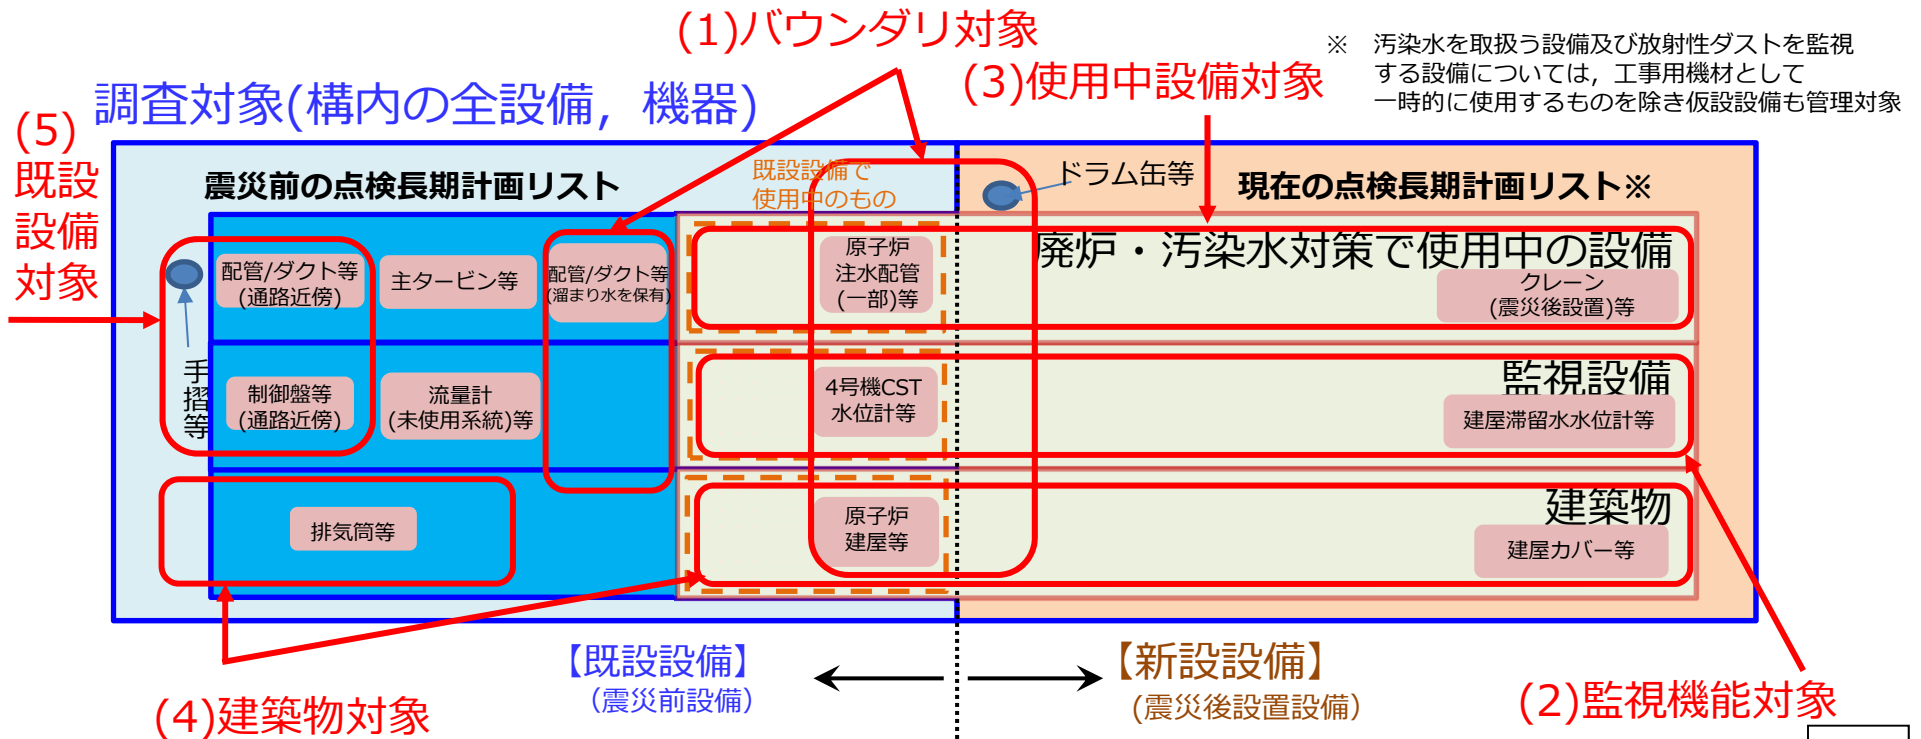 (1)バウンダリ対象
※ 汚染水を取扱う設備及び放射性ダストを監視
する設備については，工事用機材として
一時的に使用するものを除き仮設設備も管理対象
(3)使用中設備対象
調査対象(構内の全設備，機器)
(5)
既設
設備
対象
震災前の点検長期計画リスト
既設設備で
使用中のもの
ドラム缶等
現在の点検長期計画リスト※
配管/ダクト等
(通路近傍)
主タービン等
配管/ダクト等
(溜まり水を保有)
原子炉
注水配管
(一部)等
廃炉・汚染水対策で使用中の設備
クレーン
(震災後設置)等
手摺等
制御盤等
(通路近傍)
流量計
(未使用系統)等
4号機CST
水位計等
監視設備
建屋滞留水水位計等
排気筒等
原子炉
建屋等
建築物
建屋カバー等
【既設設備】
（震災前設備）
【新設設備】
(震災後設置設備）
(4)建築物対象
(2)監視機能対象